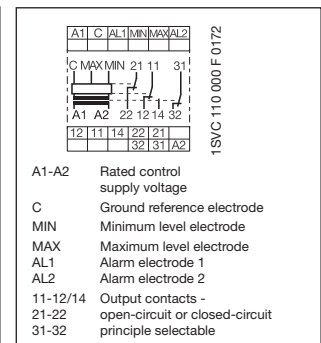 A1 C AL1 MIN MAX AL2
C MAX MIN 21 11 31
A1 A2 22 12 14 32
12 11 14 22 21
32 31 A2
1SVC 110 000 F 0172
A1-A2 Rated control
supply voltage
C Ground reference electrode
MIN Minimum level electrode
MAX Maximum level electrode
AL1 Alarm electrode 1
AL2 Alarm electrode 2
11-12/14 Output contacts -
21-22 open-circuit or closed-circuit
31-32 principle selectable